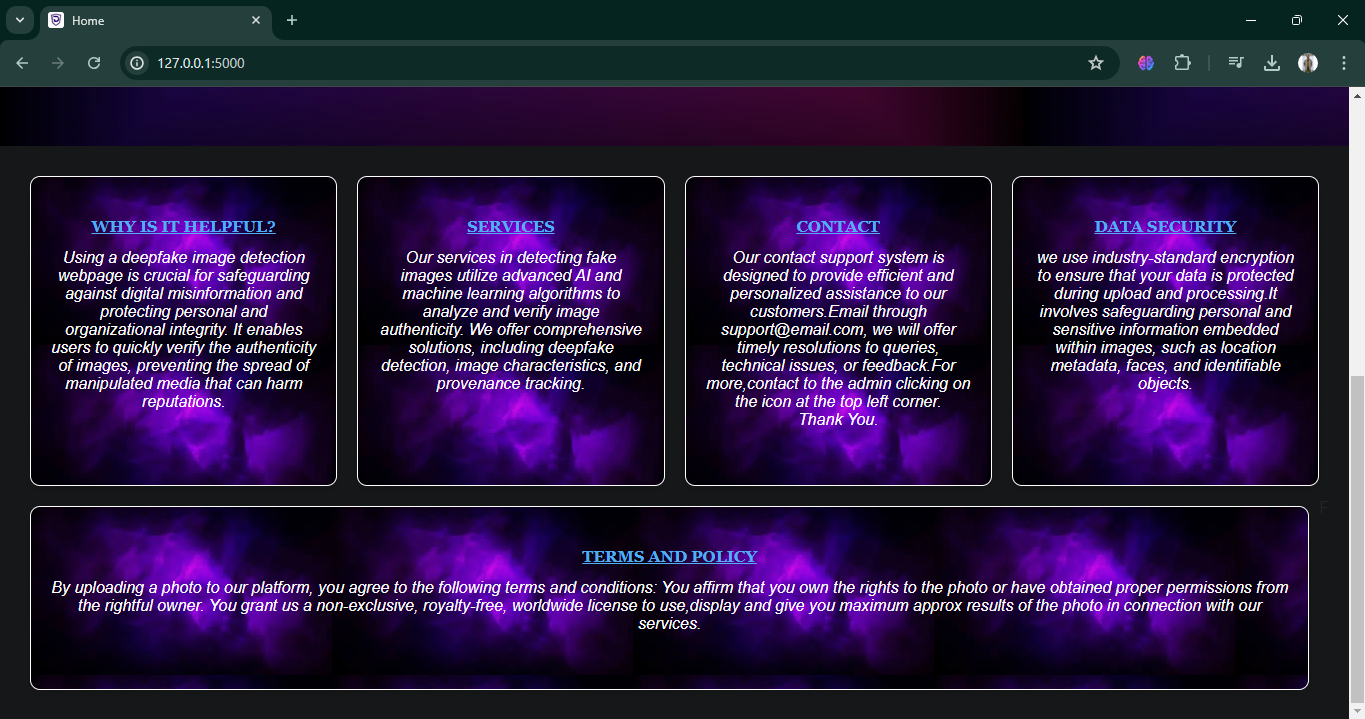 Home
127.0.0.1:5000
WHY IS IT HELPFUL?
Using a deepfake image detection
webpage is crucial for safeguarding
against digital misinformation and
protecting personal and
organizational integrity. It enables
users to quickly verify the authenticity
of images, preventing the spread of
manipulated media that can harm
reputations.
SERVICES
Our services in detecting fake
images utilize advanced AI and
machine learning algorithms to
analyze and verify image
authenticity. We offer comprehensive
solutions, including deepfake
detection, image characteristics, and
provenance tracking.
CONTACT
Our contact support system is
designed to provide efficient and
personalized assistance to our
customers.Email through
support@email.com, we will offer
timely resolutions to queries,
technical issues, or feedback.For
more,contact to the admin clicking on
the icon at the top left corner.
Thank You.
DATA SECURITY
we use industry-standard encryption
to ensure that your data is protected
during upload and processing.It
involves safeguarding personal and
sensitive information embedded
within images, such as location
metadata, faces, and identifiable
objects.
F
TERMS AND POLICY
By uploading a photo to our platform, you agree to the following terms and conditions: You affirm that you own the rights to the photo or have obtained proper permissions from
the rightful owner. You grant us a non-exclusive, royalty-free, worldwide license to use,display and give you maximum approx results of the photo in connection with our
services.